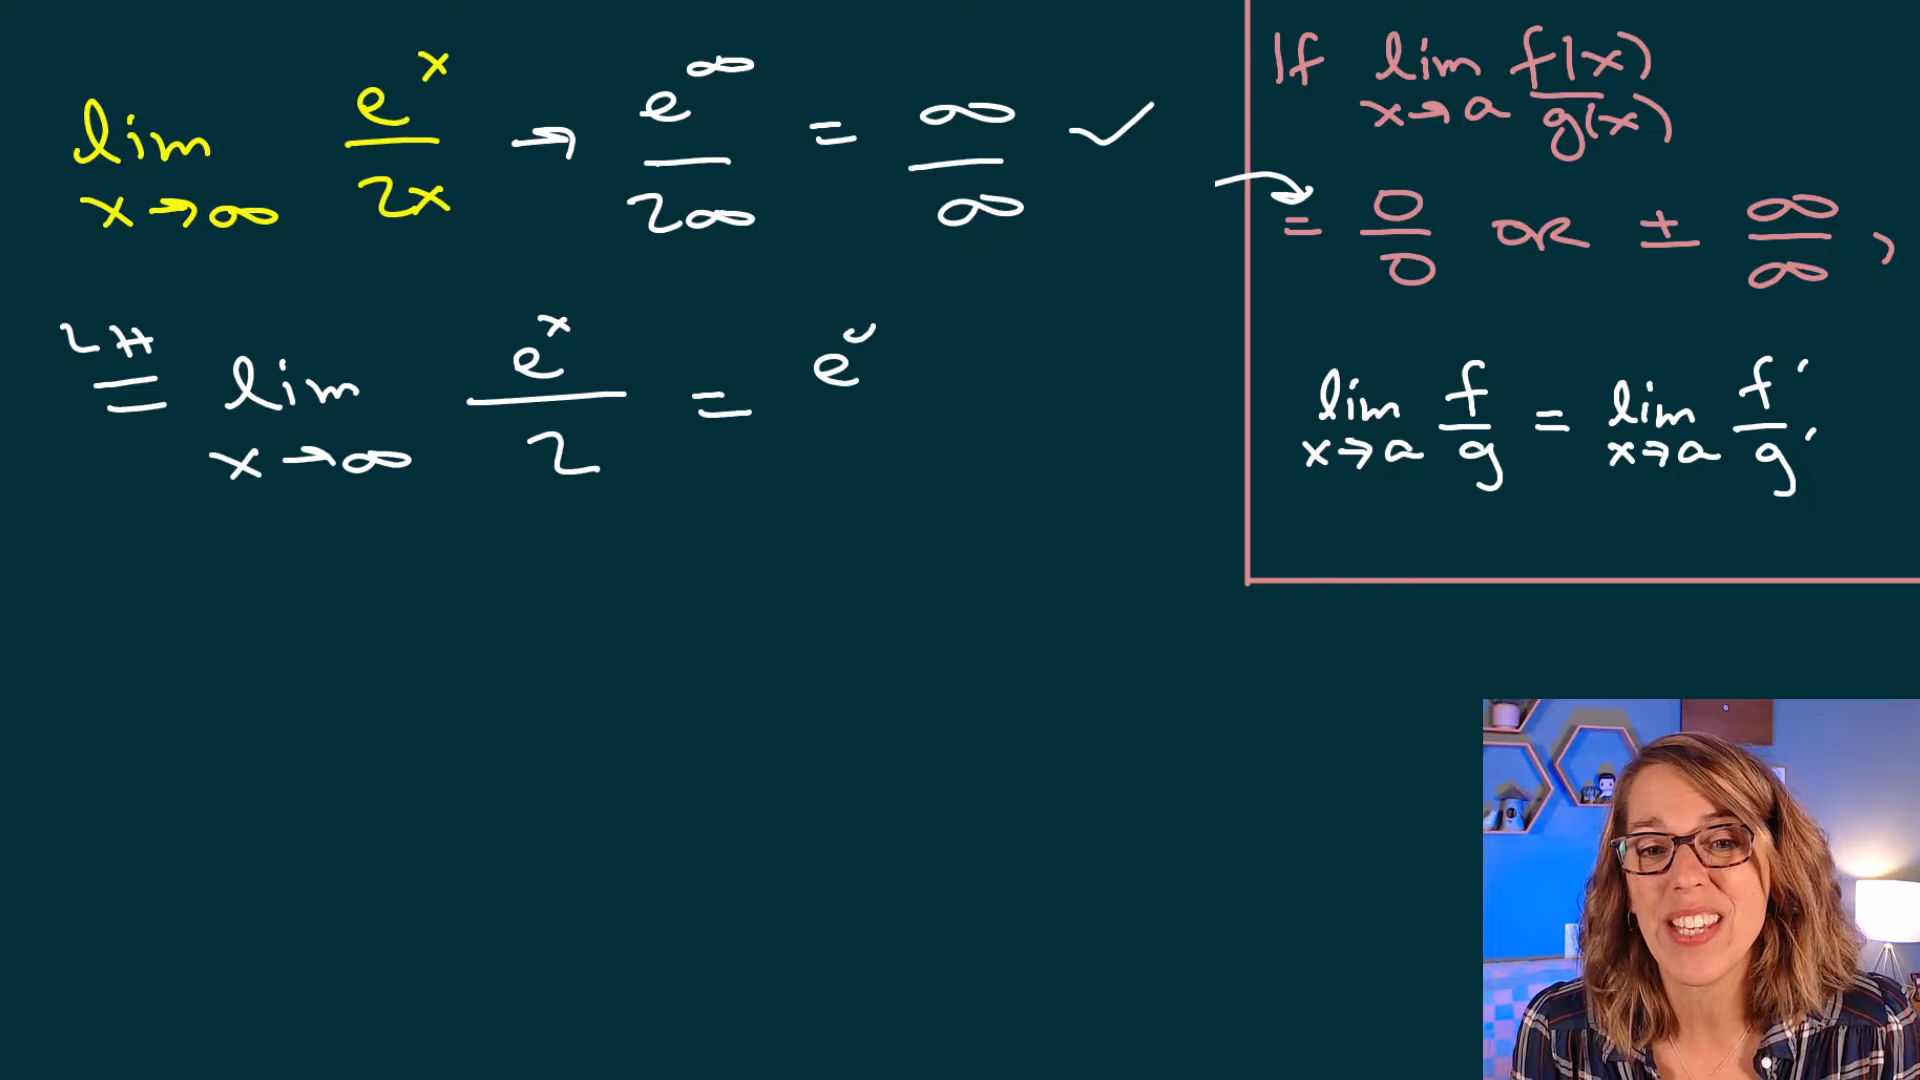 lim x→∞ e^x/2x → e^∞/2∞ = ∞/∞ ✓
LH= lim x→∞ e^x/2 = e
If lim x→a f(x)/g(x)
= 0/0 OR ± ∞/∞,
lim x→a f/g = lim x→a f'/g'